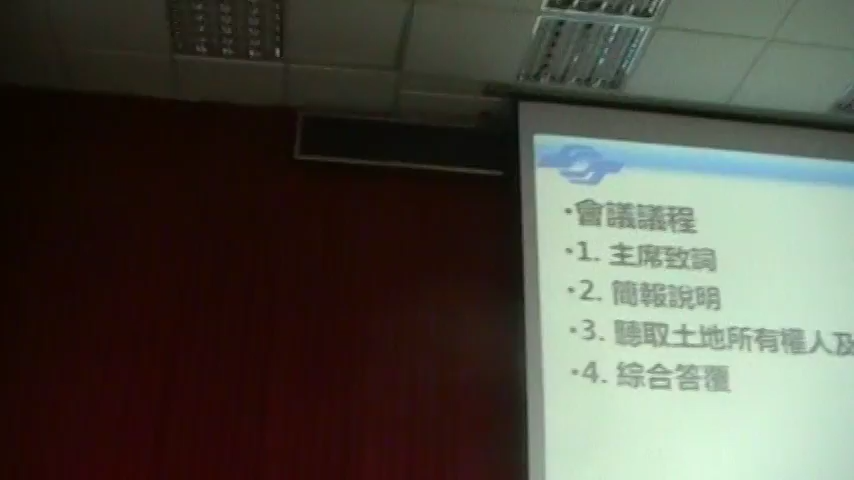 •會議議程
•1. 主席致詞
•2. 簡報說明
•3. 聽取土地所有權人及
•4. 綜合答覆